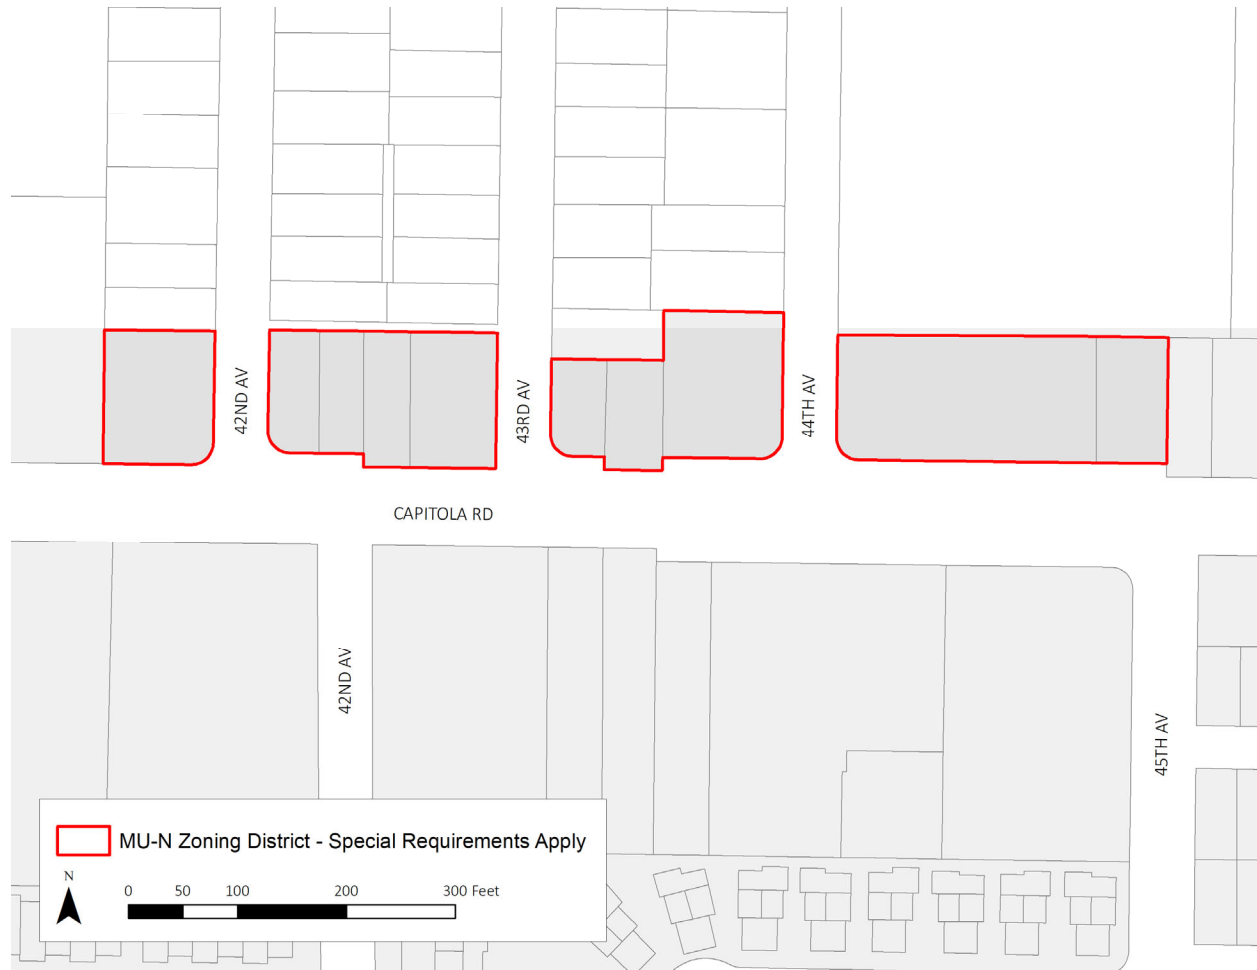 42ND AV
43RD AV
44TH AV
CAPITOLA RD
42ND AV
45TH AV
MU-N Zoning District - Special Requirements Apply
N
0 50 100 200 300 Feet